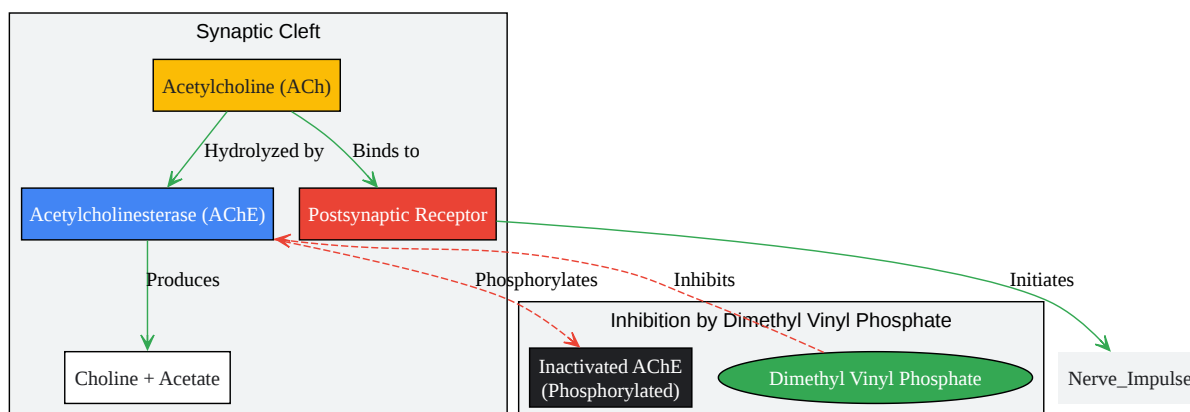 Synaptic Cleft
Acetylcholine (ACh)
Hydrolyzed by
Binds to
Acetylcholinesterase (AChE)
Postsynaptic Receptor
Produces
Phosphorylates
Inhibits
Initiates
Inhibition by Dimethyl Vinyl Phosphate
Choline + Acetate
Inactivated AChE
(Phosphorylated)
Dimethyl Vinyl Phosphate
Nerve_Impulse